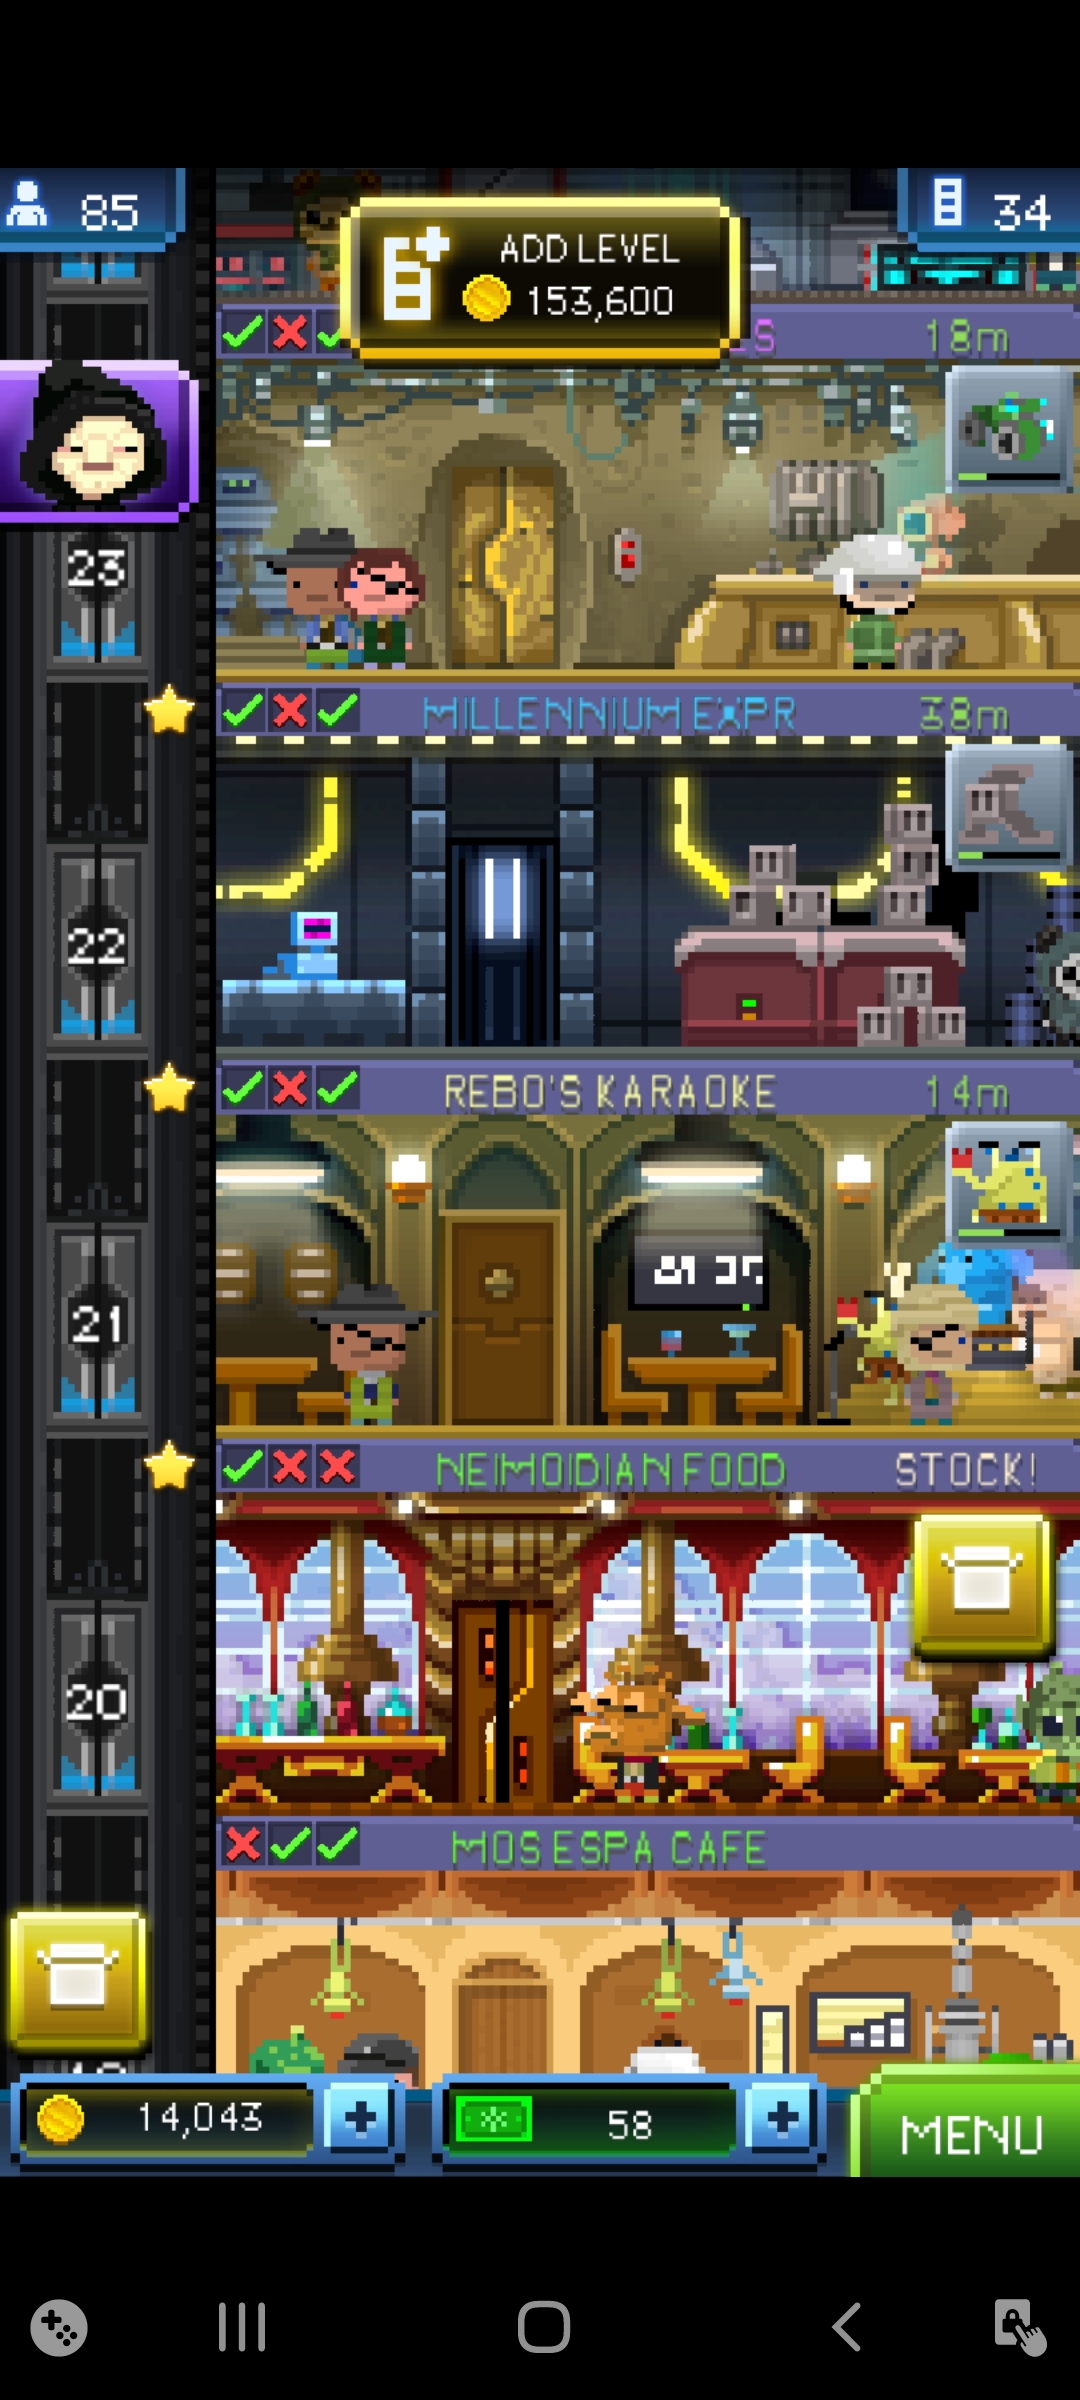 85
34
ADD LEVEL
153,600
18m
23
MILLENNIUM EXPR
38m
22
REBO'S KARAOKE
14m
21
NEIMOIDIAN FOOD
STOCK!
20
MOS ESPA CAFE
14,043
58
MENU